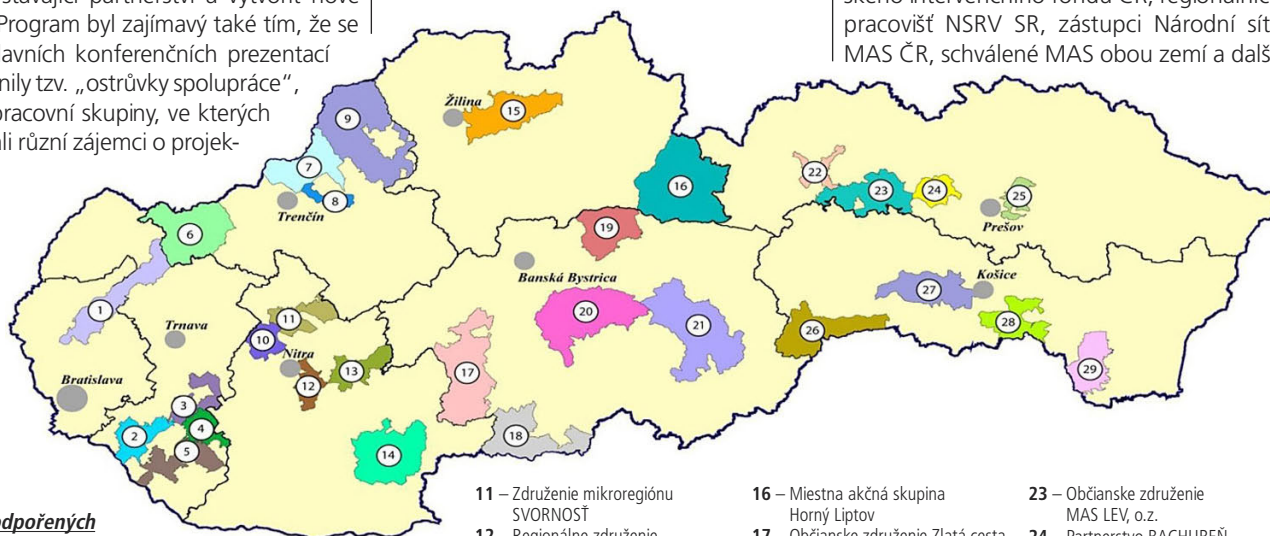 stávající partnerství a vytvořit nové
Program byl zajímavý také tím, že se
lavních konferenčních prezentací
nily tzv. „ostrůvky spolupráce“,
pracovní skupiny, ve kterých
li různí zájemci o projek-
ského intervenčního fondu ČR, regionálníc
pracovišť NSRV SR, zástupci Národní sít
MAS ČR, schválené MAS obou zemí a dalš
Žilina
15
9
7
8
Trenčín
16
22
23
24
25
Prešov
6
19
Banská Bystrica
Košice
1
27
11
20
21
28
26
Trnava
10
Nitra
13
12
17
29
Bratislava
3
2
4
5
18
14
odpořených
11 – Združenie mikroregiónu
SVORNOSŤ
12 – Regionálne združenie
16 – Miestna akčná skupina
Horný Liptov
17 – Občianske združenie Zlatá cesta
23 – Občianske združenie
MAS LEV, o.z.
24 – Partnerstvo BACHUREŇ